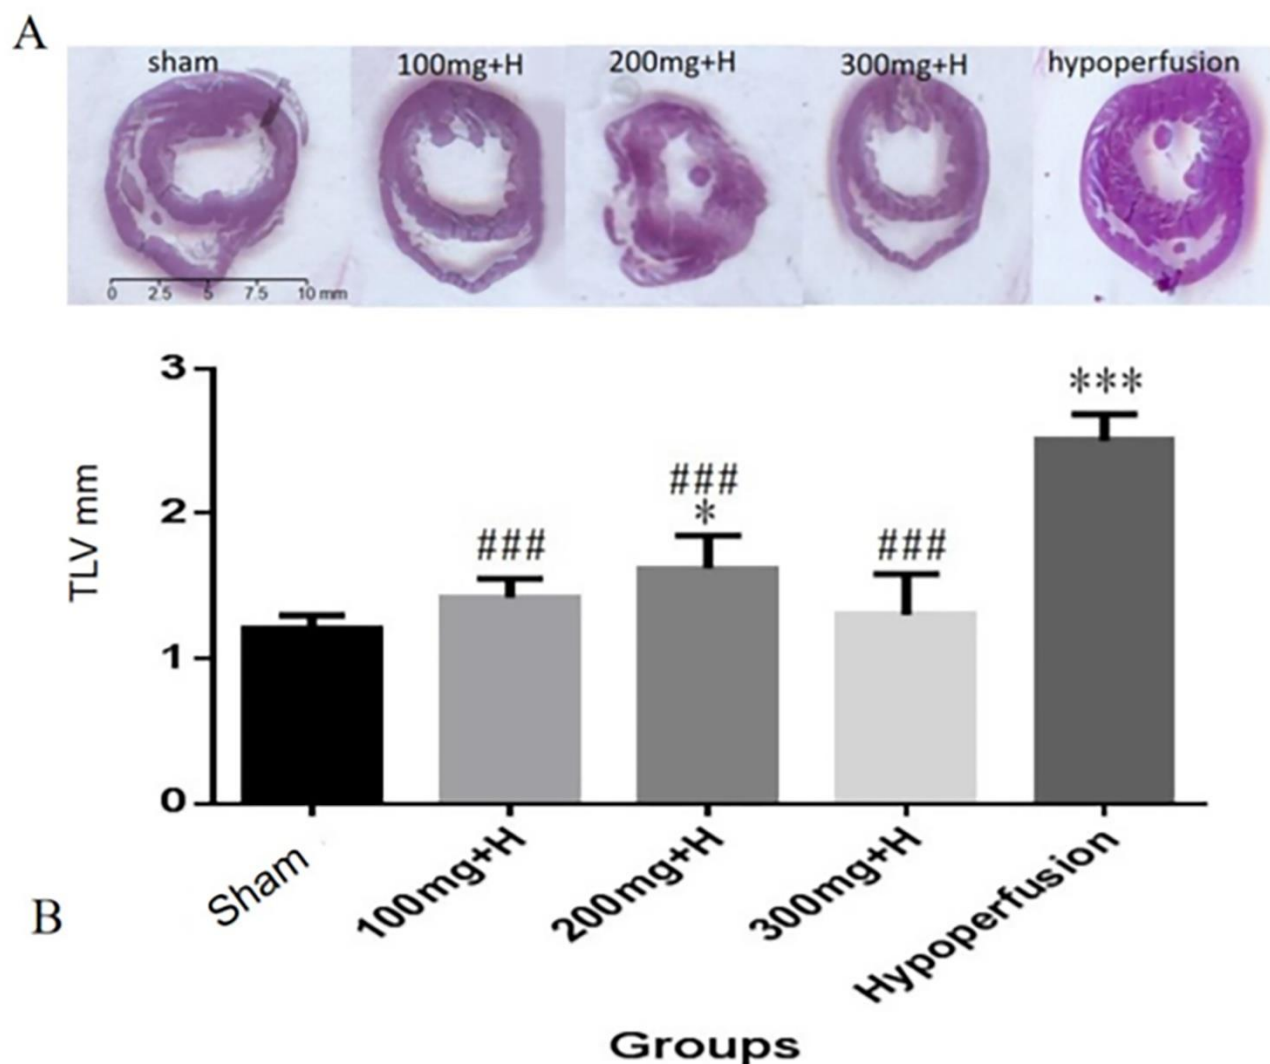 A
sham 100mg+H 200mg+H 300mg+H hypoperfusion
0 2.5 5 7.5 10 mm
3
***
###
2
*
### ###
TLV mm
1
0
Sham 100mg+H 200mg+H 300mg+H Hypoperfusion
B
Groups